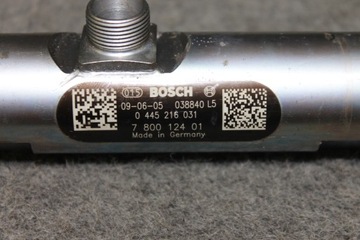 BOSCH
09-06-05 038840 L5
0 445 216 031
7 800 124 01
Made in Germany